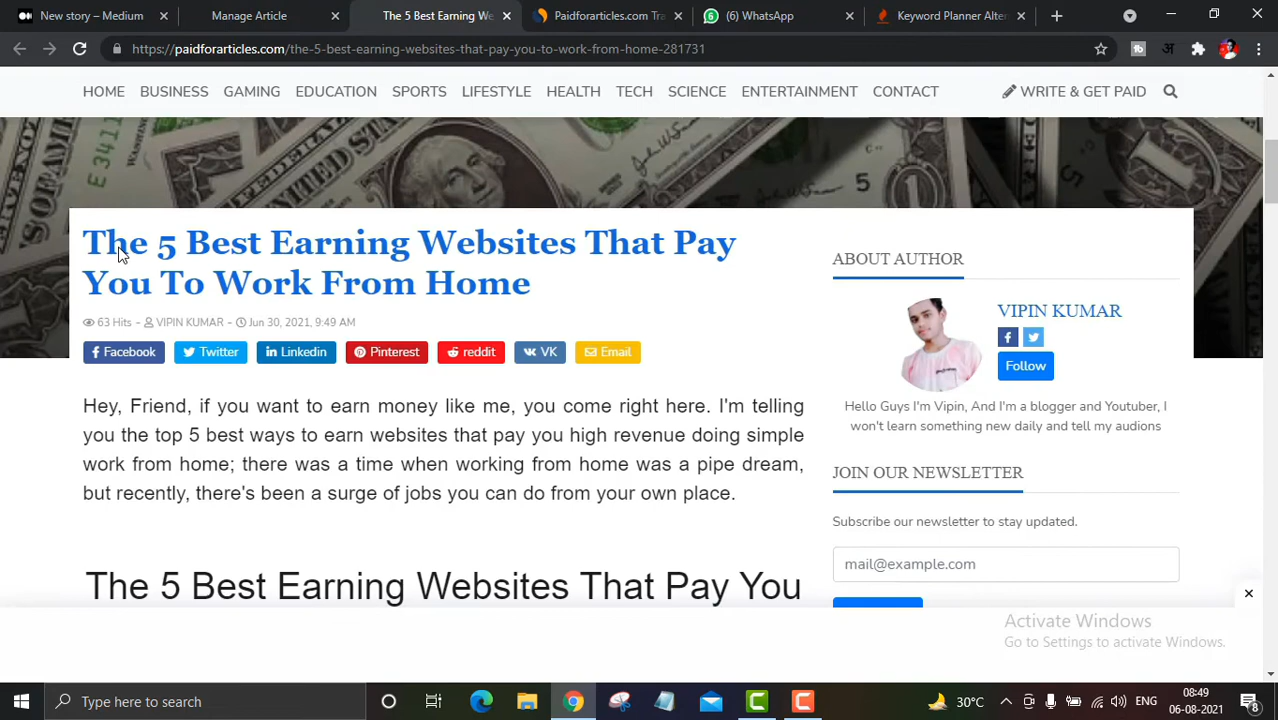 New story – Medium
Manage Article
The 5 Best Earning We
Paidforarticles.com Tra
(6) WhatsApp
Keyword Planner Alter
https://paidforarticles.com/the-5-best-earning-websites-that-pay-you-to-work-from-home-281731
HOME BUSINESS GAMING EDUCATION SPORTS LIFESTYLE HEALTH TECH SCIENCE ENTERTAINMENT CONTACT WRITE & GET PAID
The 5 Best Earning Websites That Pay
You To Work From Home
63 Hits – VIPIN KUMAR – Jun 30, 2021, 9:49 AM
Facebook Twitter Linkedin Pinterest reddit VK Email
Hey, Friend, if you want to earn money like me, you come right here. I'm telling
you the top 5 best ways to earn websites that pay you high revenue doing simple
work from home; there was a time when working from home was a pipe dream,
but recently, there's been a surge of jobs you can do from your own place.
The 5 Best Earning Websites That Pay You
ABOUT AUTHOR
VIPIN KUMAR
Follow
Hello Guys I'm Vipin, And I'm a blogger and Youtuber, I
won't learn something new daily and tell my audions
JOIN OUR NEWSLETTER
Subscribe our newsletter to stay updated.
mail@example.com
Activate Windows
Go to Settings to activate Windows.
Type here to search
30°C
ENG
08:49
06-08-2021
8